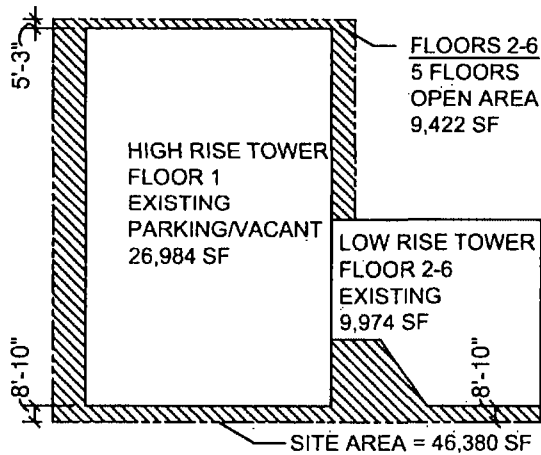 5'-3"
FLOORS 2-6
5 FLOORS
OPEN AREA
9,422 SF
HIGH RISE TOWER
FLOOR 1
EXISTING
PARKING/VACANT
26,984 SF
LOW RISE TOWER
FLOOR 2-6
EXISTING
9,974 SF
8'-10"
8'-10"
SITE AREA = 46,380 SF